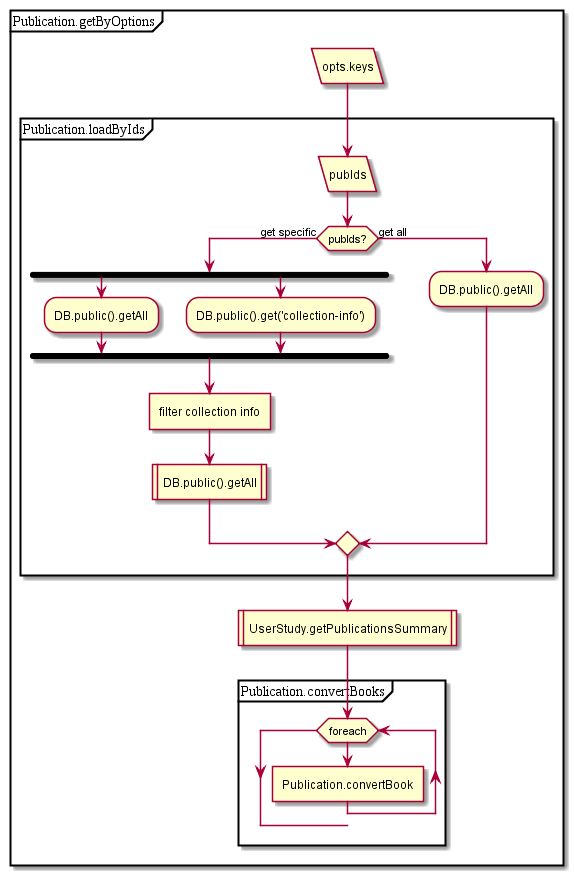 Publication.getByOptions
opts.keys
Publication.loadByIds
pubIds
get specific
pubIds?
get all
DB.public().getAll
DB.public().get('collection-info')
DB.public().getAll
filter collection info
DB.public().getAll
UserStudy.getPublicationsSummary
Publication.convertBooks
foreach
Publication.convertBook